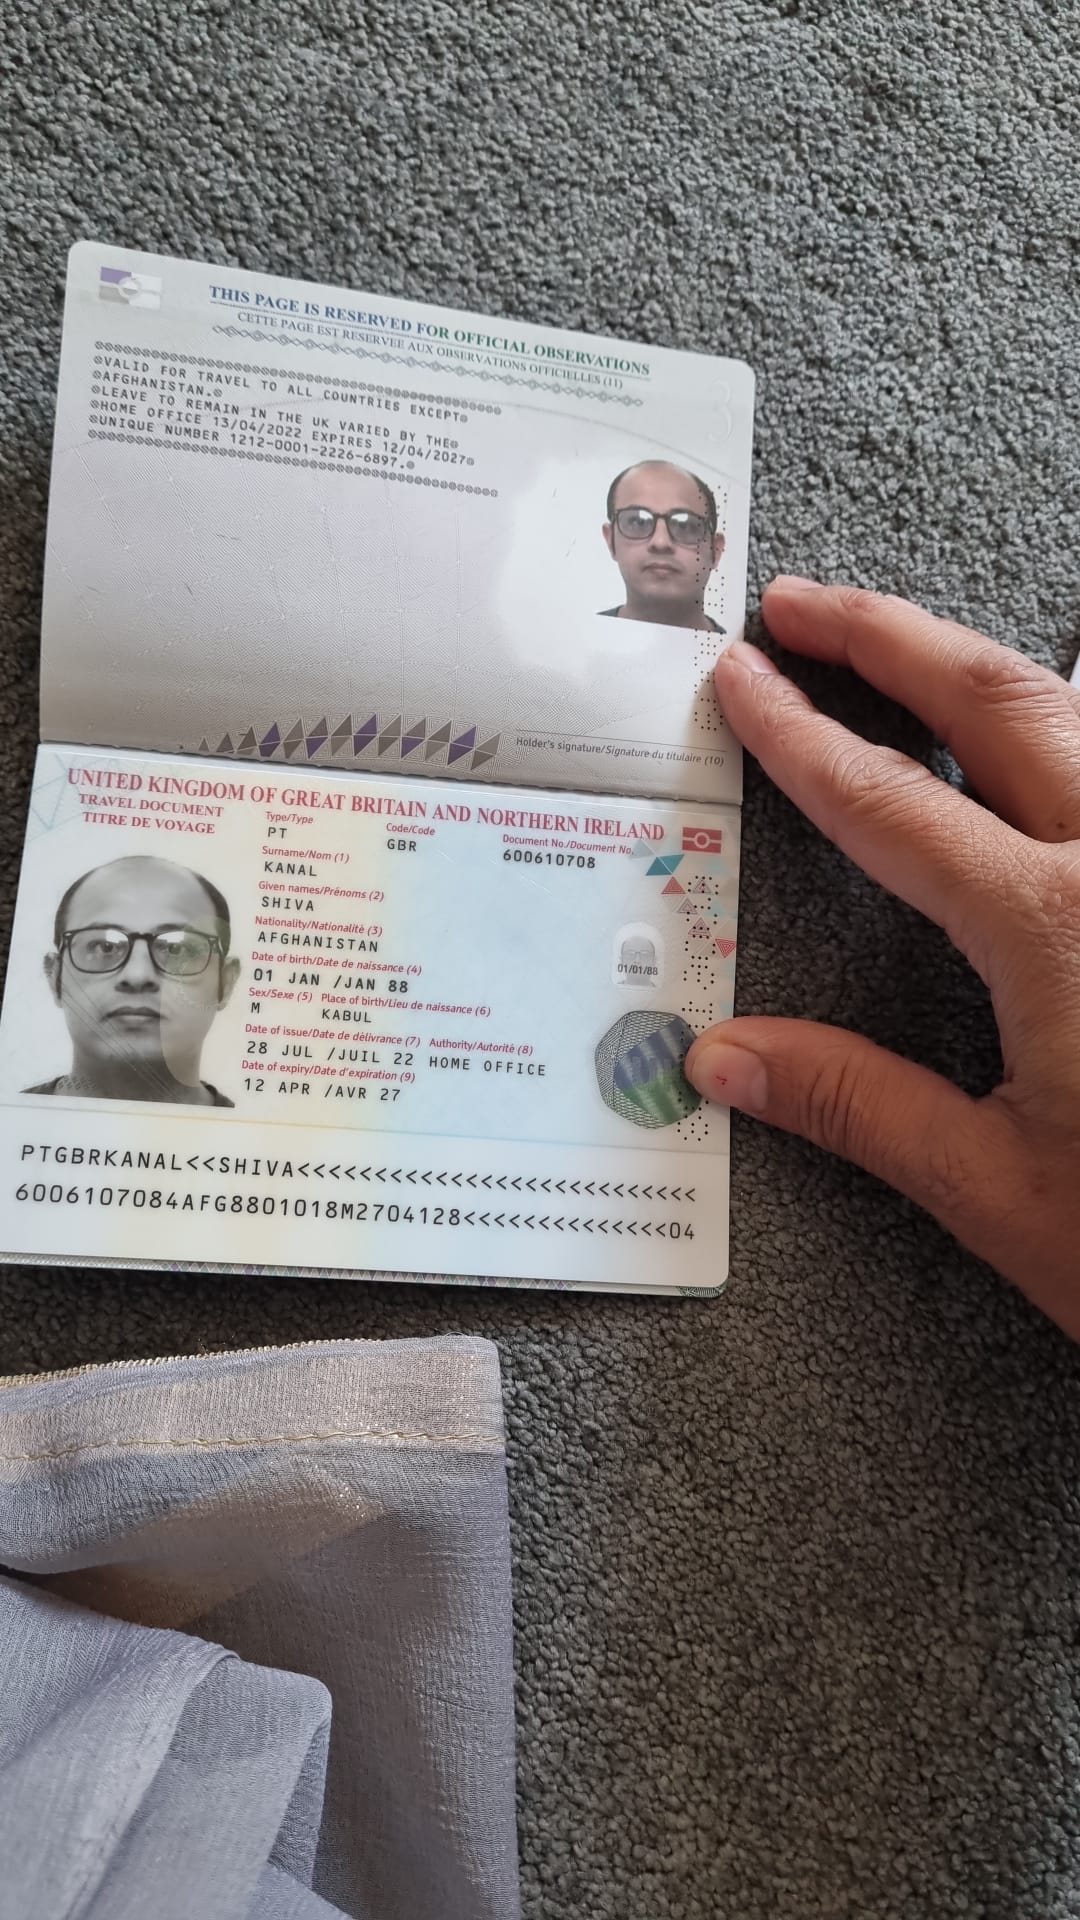 THIS PAGE IS RESERVED FOR OFFICIAL OBSERVATIONS
CETTE PAGE EST RESERVEE AUX OBSERVATIONS OFFICIELLES (11)
VALID FOR TRAVEL TO ALL COUNTRIES EXCEPT
AFGHANISTAN.
LEAVE TO REMAIN IN THE UK VARIED BY THE
HOME OFFICE 13/04/2022 EXPIRES 12/04/2027
UNIQUE NUMBER 1212-0001-2226-6897.
3
Holder's signature/Signature du titulaire (10)
UNITED KINGDOM OF GREAT BRITAIN AND NORTHERN IRELAND
TRAVEL DOCUMENT
TITRE DE VOYAGE
Type/Type
PT
Code/Code
GBR
Document No./Document No.
600610708
Surname/Nom (1)
KANAL
Given names/Prénoms (2)
SHIVA
Nationality/Nationalité (3)
AFGHANISTAN
Date of birth/Date de naissance (4)
01 JAN /JAN 88
Sex/Sexe (5) Place of birth/Lieu de naissance (6)
M KABUL
Date of issue/Date de délivrance (7) Authority/Autorité (8)
28 JUL /JUIL 22 HOME OFFICE
Date of expiry/Date d'expiration (9)
12 APR /AVR 27
01/01/88
PTGBRKANAL<<SHIVA<<<<<<<<<<<<<<<<<<<<<<<<<<<
6006107084AFG8801018M2704128<<<<<<<<<<<<<<04